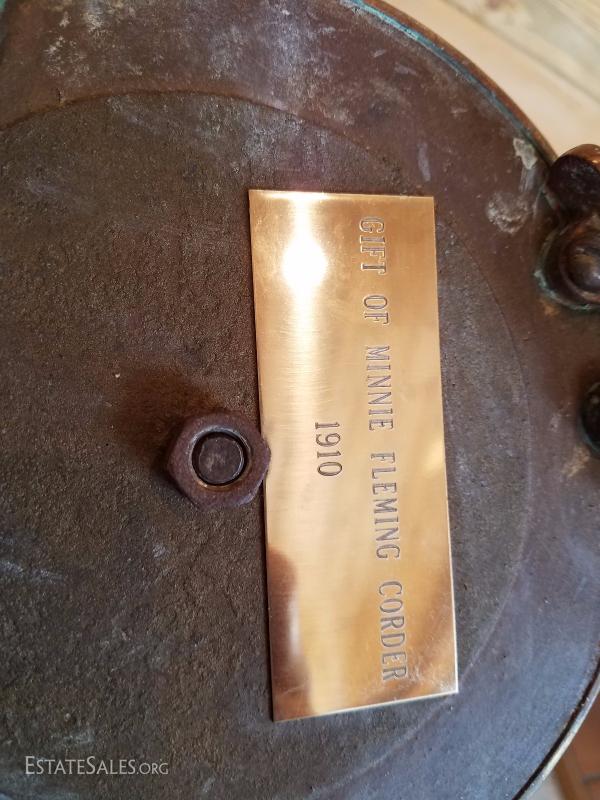 GIFT OF MINNIE FLEMING CORDER
1910
ESTATESALES.ORG